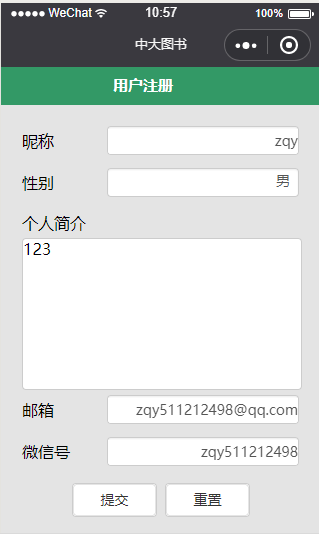 WeChat 10:57 100%
中大图书
用户注册
昵称 zqy
性别 男
个人简介
123
邮箱 zqy511212498@qq.com
微信号 zqy511212498
提交 重置